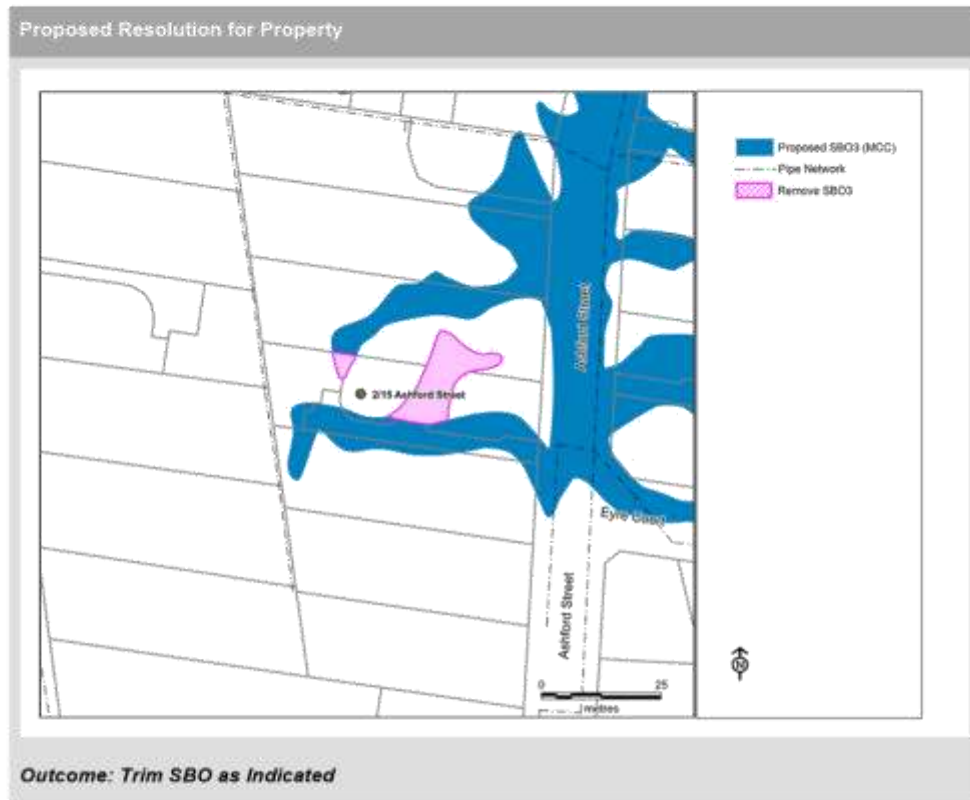 Proposed Resolution for Property
Proposed SBO3 (MCC)
Pipe Network
Remove SBO3
Ashford Street
2/15 Ashford Street
Eyre Court
Ashford Street
N
0 25
metres
Outcome: Trim SBO as Indicated